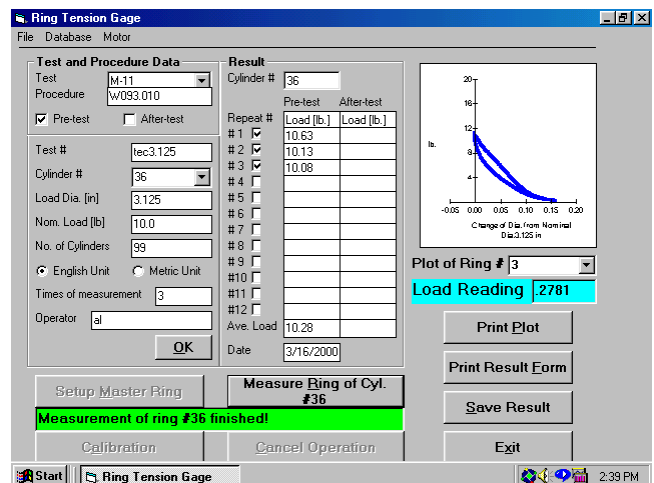 Ring Tension Gage
File Database Motor
Test and Procedure Data
Test
M-11
Procedure
W093.010
Pre-test
After-test
Test #
tec3.125
Cylinder #
36
Load Dia. [in]
3.125
Nom. Load [lb]
10.0
No. of Cylinders
99
English Unit
Metric Unit
Times of measurement
3
Operator
al
OK
Result
Cylinder #
36
Pre-test After-test
Repeat # Load [lb.] Load [lb.]
#1 10.63
#2 10.13
#3 10.08
#4
#5
#6
#7
#8
#9
#10
#11
#12
Ave. Load 10.28
Date 3/16/2000
20
16
12
8
4
lb.
-0.05 0.00 0.05 0.10 0.15 0.20
Change of Dia. from Nominal
Dia.3.125 in
Plot of Ring # 3
Load Reading .2781
Print Plot
Print Result Form
Save Result
Exit
Setup Master Ring
Measure Ring of Cyl.
#36
Measurement of ring #36 finished!
Calibration
Cancel Operation
Start
Ring Tension Gage
2:39 PM